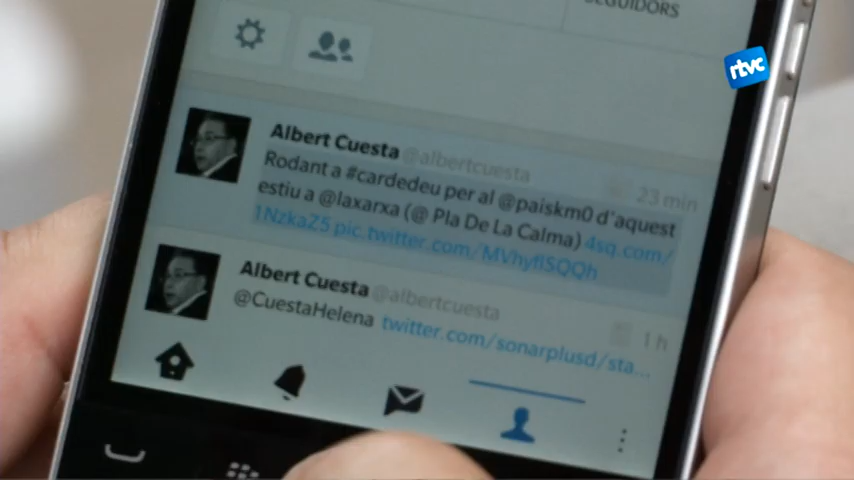 SEGUIDORS
rtvc
Albert Cuesta @albertcuesta
23 min
Rodant a #cardedeu per al @paiskm0 d'aquest
estiu a @laxarxa (@ Pla De La Calma) 4sq.com/
1NzkaZ5 pic.twitter.com/MVhyflSQQh
Albert Cuesta @albertcuesta
1 h
@CuestaHelena twitter.com/sonarplusd/sta...